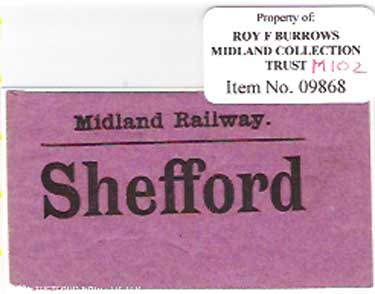 Property of:
ROY F BURROWS
MIDLAND COLLECTION
TRUST M102
Item No. 09868
Midland Railway.
Shefford